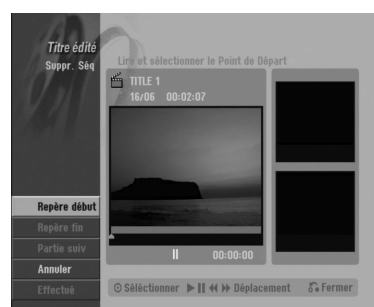 Titre édité
Suppr. Séq
Lire et sélectionner le Point de Départ
TITLE 1
16/06 00:02:07
Repère début
Repère fin
Partie suiv
Annuler
Effectué
00:00:00
Séléctionner Déplacement Fermer